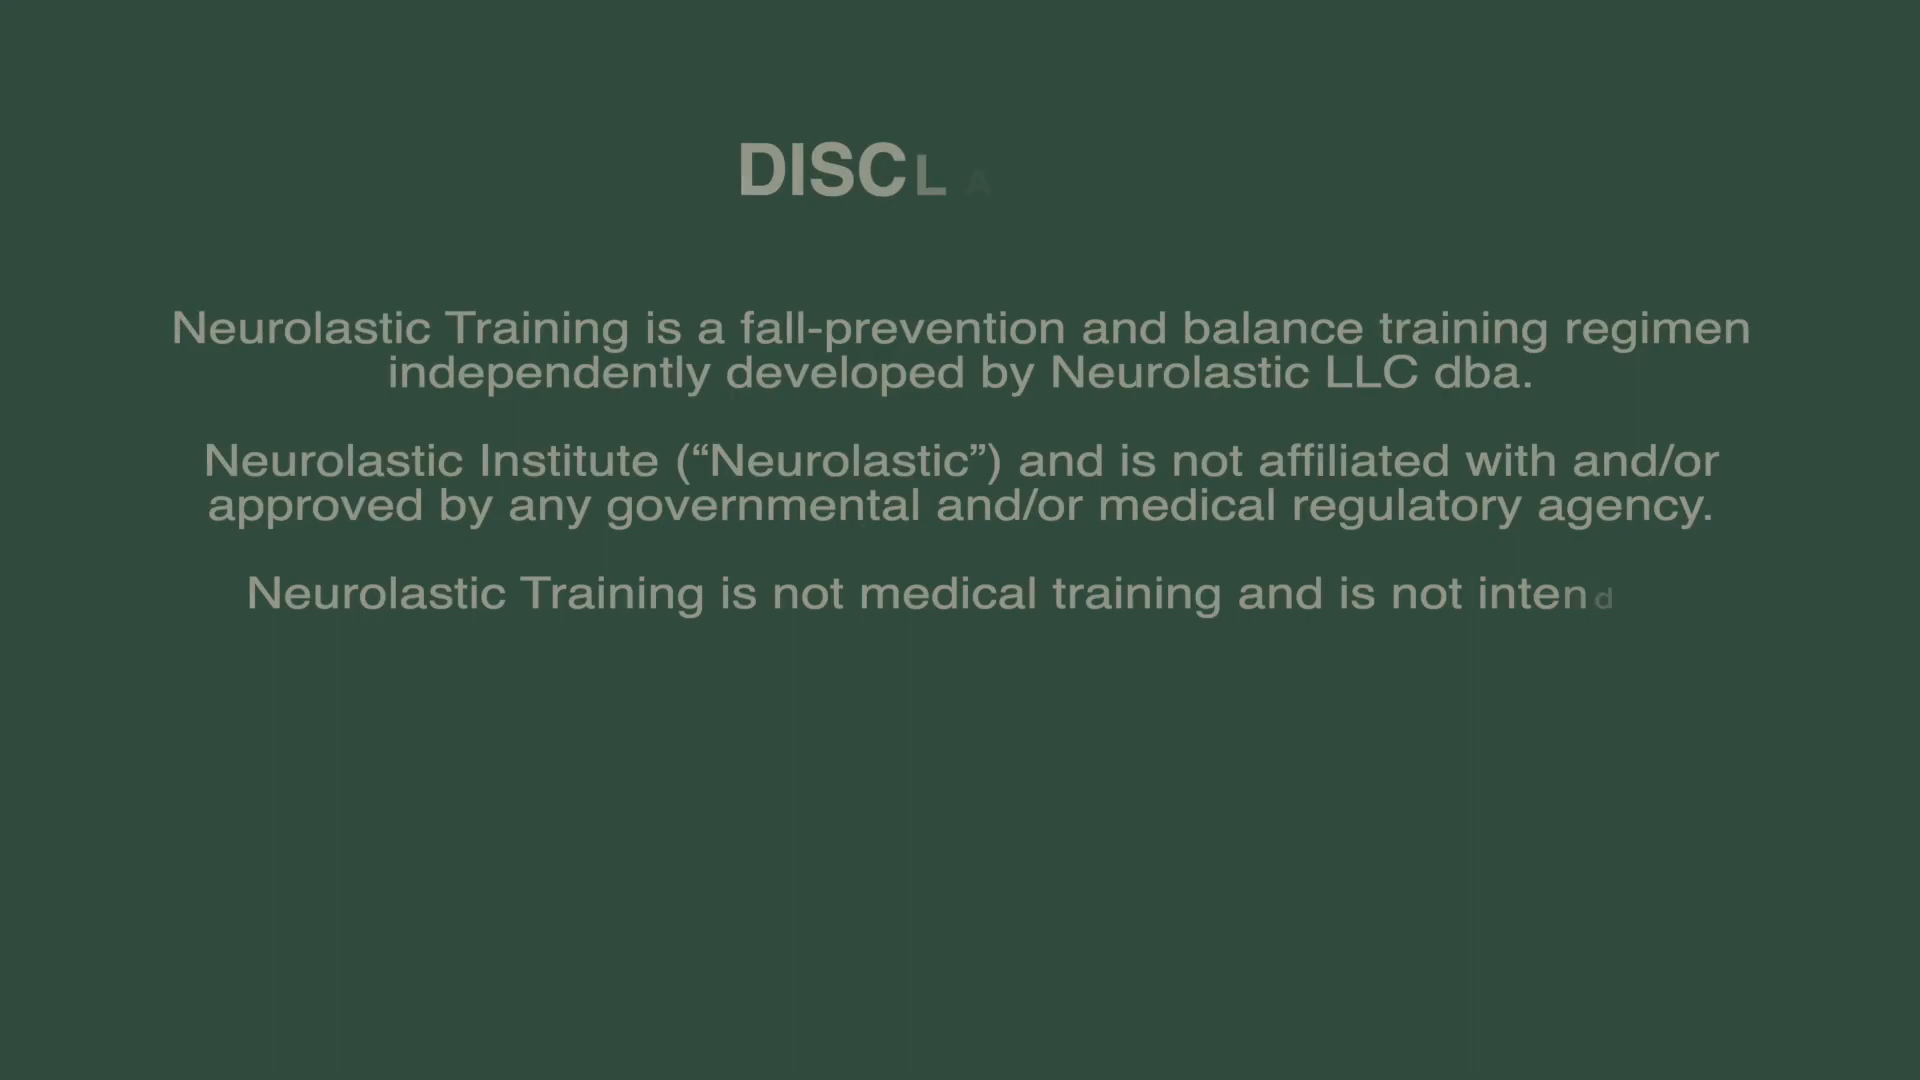 DISCLA
Neurolastic Training is a fall-prevention and balance training regimen
independently developed by Neurolastic LLC dba.
Neurolastic Institute (“Neurolastic”) and is not affiliated with and/or
approved by any governmental and/or medical regulatory agency.
Neurolastic Training is not medical training and is not intend